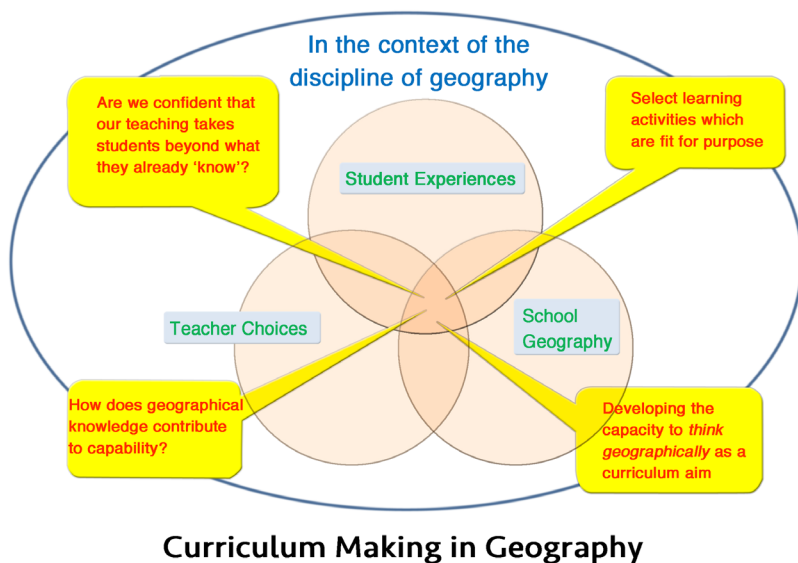 In the context of the
discipline of geography
Are we confident that
our teaching takes
students beyond what
they already ‘know’?
Select learning
activities which
are fit for purpose
Student Experiences
Teacher Choices
School
Geography
How does geographical
knowledge contribute
to capability?
Developing the
capacity to think
geographically as a
curriculum aim
Curriculum Making in Geography